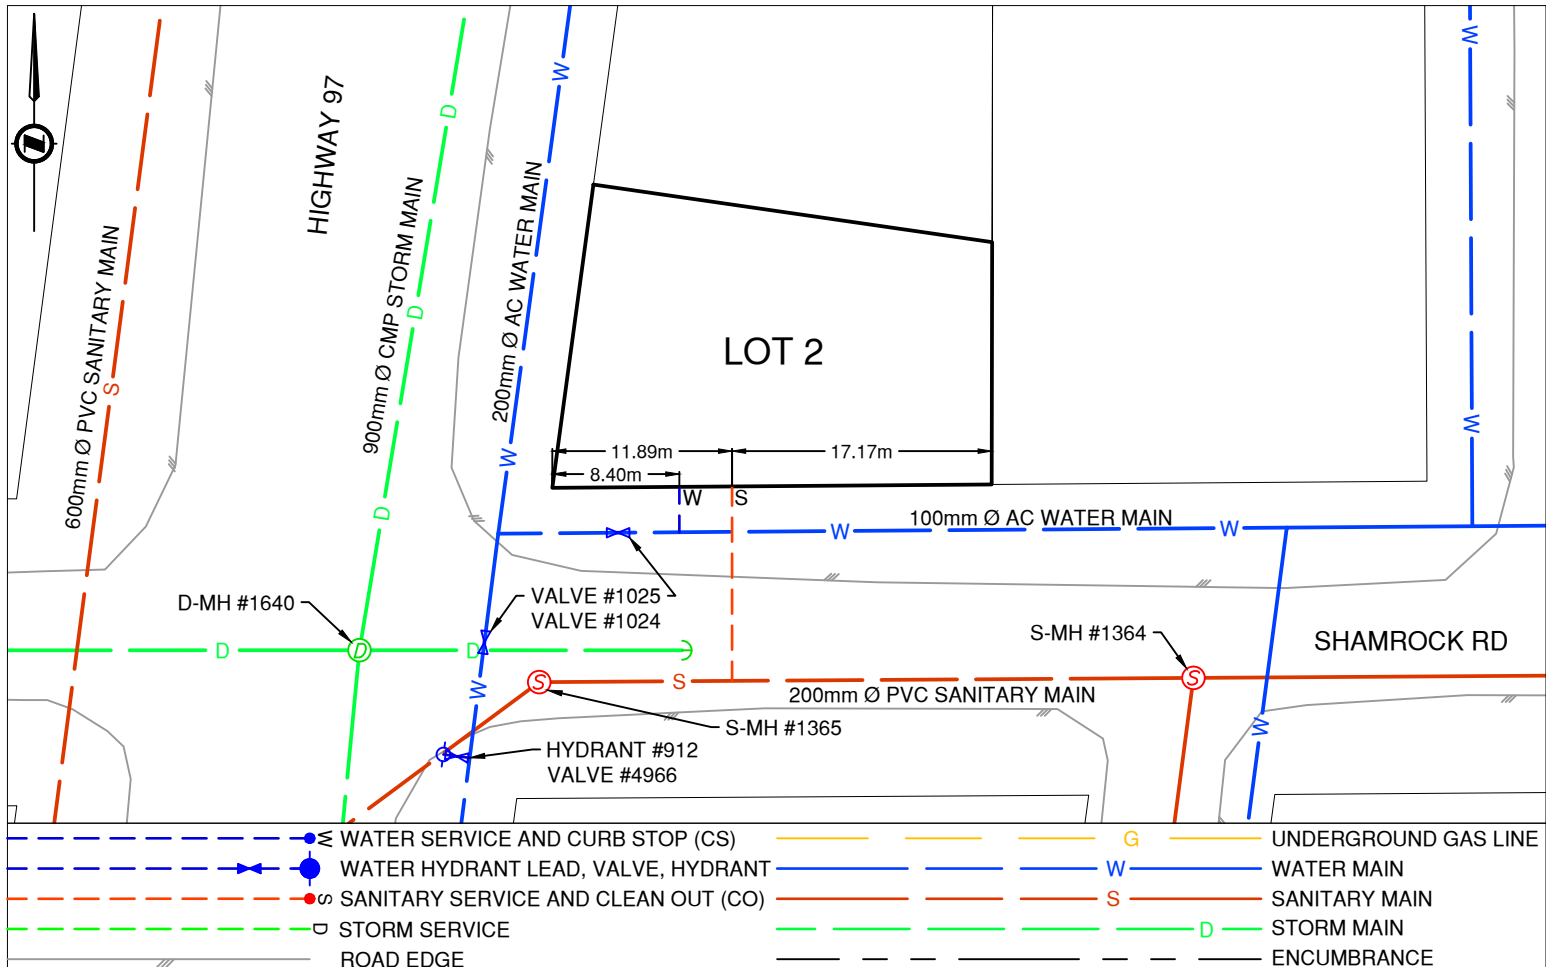 HIGHWAY 97
600mm Ø PVC SANITARY MAIN
900mm Ø CMP STORM MAIN
200mm Ø AC WATER MAIN
S
D
D
D
W
W
W
W
W
LOT 2
11.89m
17.17m
8.40m
W
S
100mm Ø AC WATER MAIN
W
W
D-MH #1640
VALVE #1025
VALVE #1024
S-MH #1364
SHAMROCK RD
D
D
D
S
S
S
200mm Ø PVC SANITARY MAIN
W
W
S-MH #1365
HYDRANT #912
VALVE #4966
W WATER SERVICE AND CURB STOP (CS)
WATER HYDRANT LEAD, VALVE, HYDRANT
S SANITARY SERVICE AND CLEAN OUT (CO)
D STORM SERVICE
ROAD EDGE
G UNDERGROUND GAS LINE
W WATER MAIN
S SANITARY MAIN
D STORM MAIN
ENCUMBRANCE